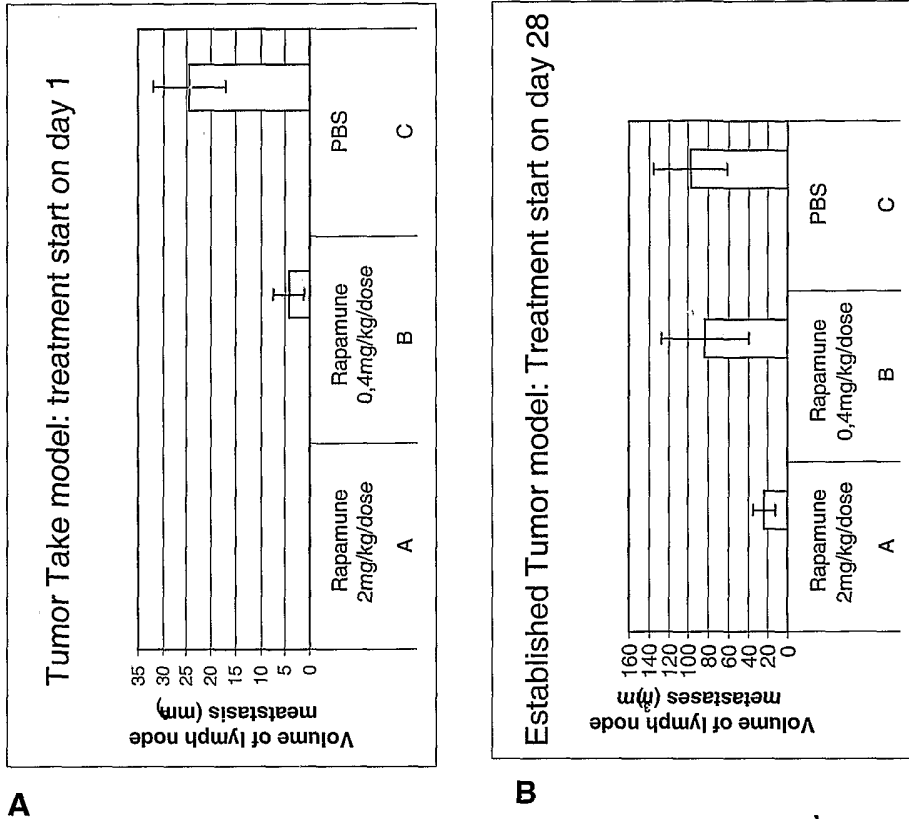 A
Tumor Take model: treatment start on day 1
Volume of lymph node
meatstasis (mm
35
30
25
20
15
10
5
0
Rapamune
2mg/kg/dose
A
Rapamune
0,4mg/kg/dose
B
PBS
C
B
Established Tumor model: Treatment start on day 28
Volume of lymph node
metastases
160
140
120
100
80
60
40
20
0
Rapamune
2mg/kg/dose
A
Rapamune
0,4mg/kg/dose
B
PBS
C